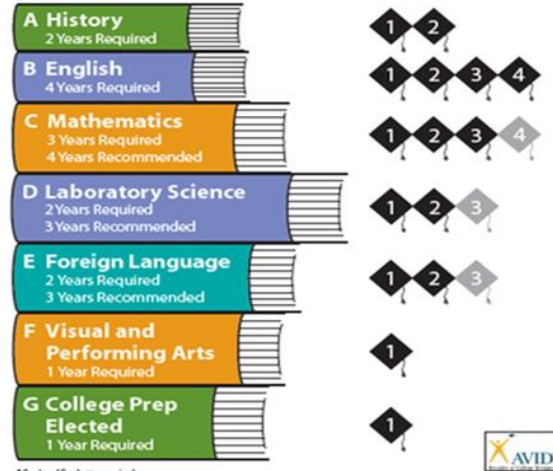 A History
2 Years Required
1 2
B English
4 Years Required
1 2 3 4
C Mathematics
3 Years Required
4 Years Recommended
1 2 3 4
D Laboratory Science
2 Years Required
3 Years Recommended
1 2 3
E Foreign Language
2 Years Required
3 Years Recommended
1 2 3
F Visual and
Performing Arts
1 Year Required
1
G College Prep
Elected
1 Year Required
1
AVID